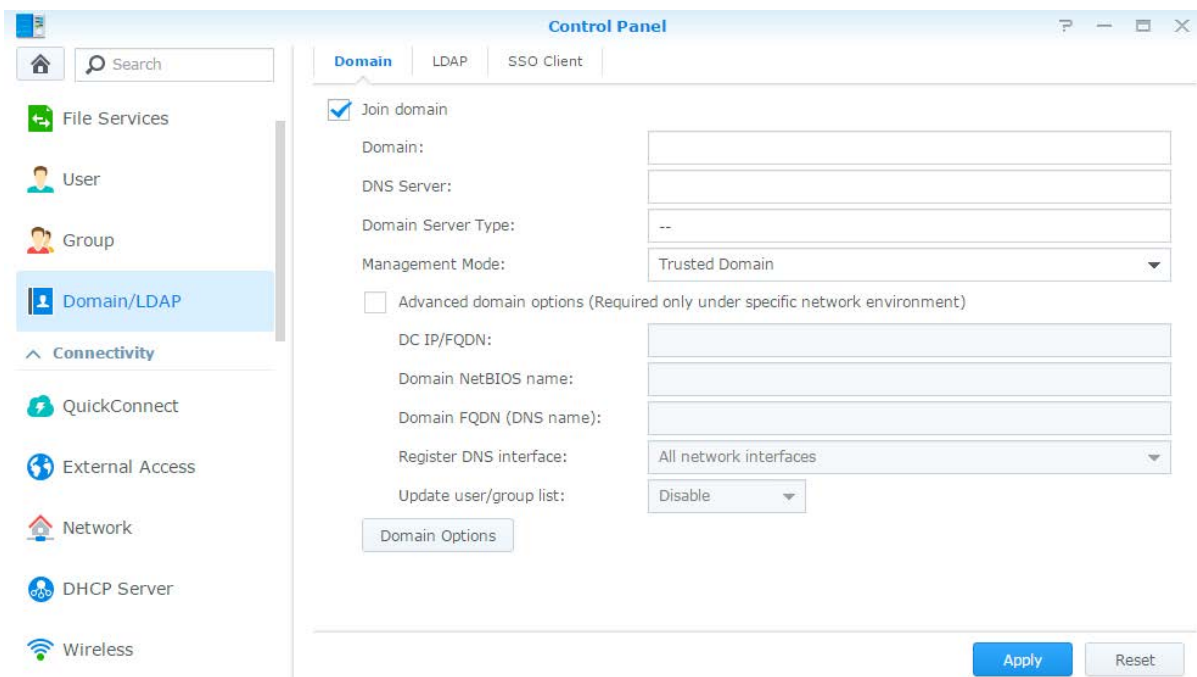 Control Panel
Search
File Services
User
Group
Domain/LDAP
Connectivity
QuickConnect
External Access
Network
DHCP Server
Wireless
Domain LDAP SSO Client
Join domain
Domain:
DNS Server:
Domain Server Type: --
Management Mode: Trusted Domain
Advanced domain options (Required only under specific network environment)
DC IP/FQDN:
Domain NetBIOS name:
Domain FQDN (DNS name):
Register DNS interface: All network interfaces
Update user/group list: Disable
Domain Options
Apply Reset